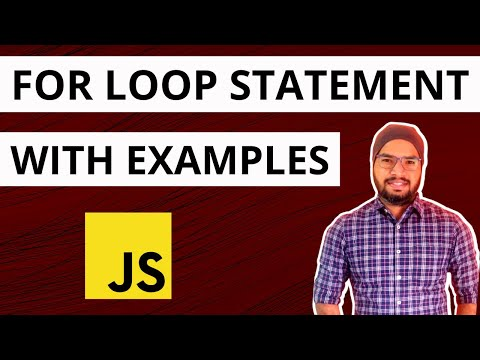 FOR LOOP STATEMENT
WITH EXAMPLES
JS